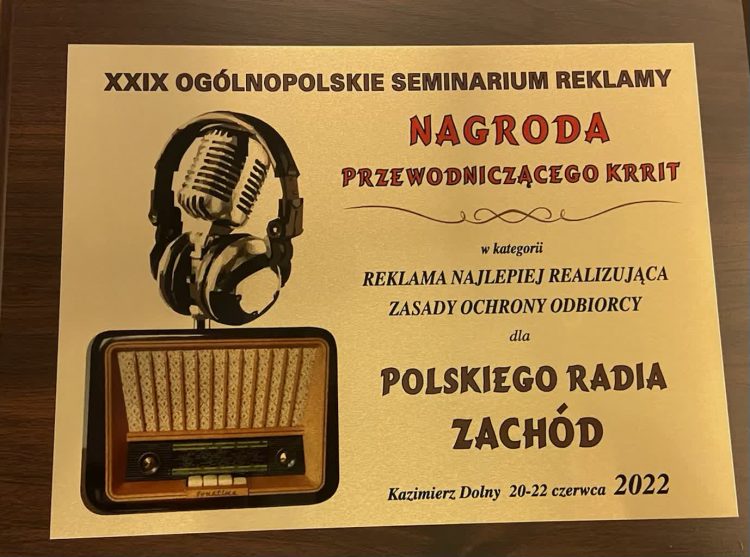 XXIX OGÓLNOPOLSKIE SEMINARIUM REKLAMY
NAGRODA
PRZEWODNICZĄCEGO KRRIT
w kategorii
REKLAMA NAJLEPIEJ REALIZUJĄCA
ZASADY OCHRONY ODBIORCY
dla
POLSKIEGO RADIA
ZACHÓD
Kazimierz Dolny 20-22 czerwca 2022
Sonatina